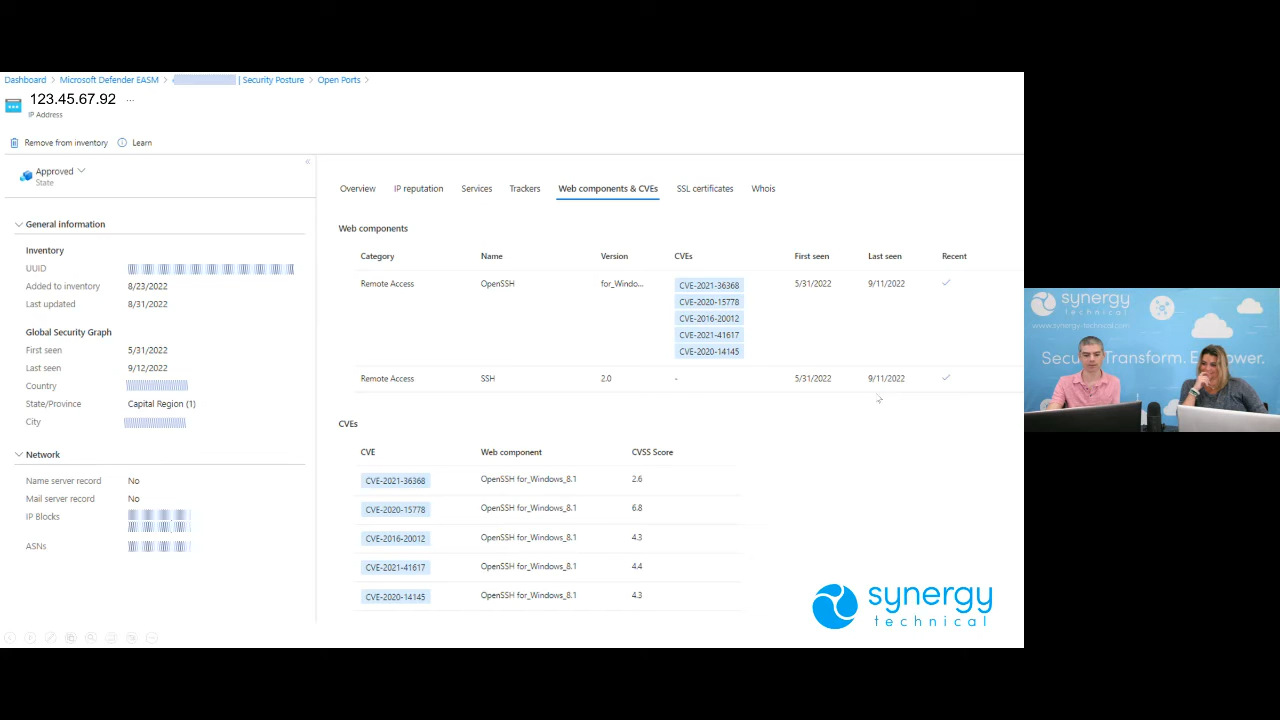 Dashboard > Microsoft Defender EASM > | Security Posture > Open Ports >
123.45.67.92 ...
IP Address
Remove from inventory Learn
Approved
State
General information
Inventory
UUID
Added to inventory 8/23/2022
Last updated 8/31/2022
Global Security Graph
First seen 5/31/2022
Last seen 9/12/2022
Country
State/Province Capital Region (1)
City
Network
Name server record No
Mail server record No
IP Blocks
ASNs
Overview IP reputation Services Trackers Web components & CVEs SSL certificates Whois
Web components
Category Name Version CVEs First seen Last seen Recent
Remote Access OpenSSH for_Windo... CVE-2021-36368 5/31/2022 9/11/2022
CVE-2020-15778
CVE-2016-20012
CVE-2021-41617
CVE-2020-14145
Remote Access SSH 2.0 - 5/31/2022 9/11/2022
CVEs
CVE Web component CVSS Score
CVE-2021-36368 OpenSSH for_Windows_8.1 2.6
CVE-2020-15778 OpenSSH for_Windows_8.1 6.8
CVE-2016-20012 OpenSSH for_Windows_8.1 4.3
CVE-2021-41617 OpenSSH for_Windows_8.1 4.4
CVE-2020-14145 OpenSSH for_Windows_8.1 4.3
synergy
technical
synergy
technical
www.synergy-technical.com
Transform.